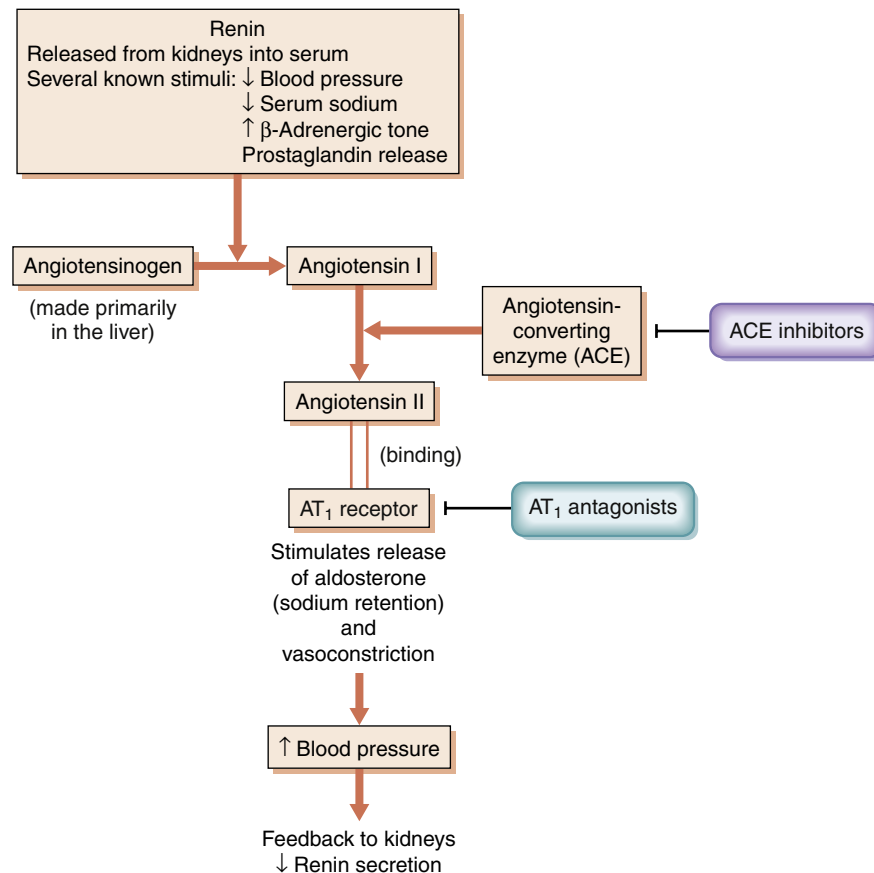 Renin
Released from kidneys into serum
Several known stimuli: ↓ Blood pressure
↓ Serum sodium
↑ β-Adrenergic tone
Prostaglandin release
Angiotensinogen
(made primarily
in the liver)
Angiotensin I
Angiotensin-
converting
enzyme (ACE)
ACE inhibitors
Angiotensin II
(binding)
AT₁ receptor
AT₁ antagonists
Stimulates release
of aldosterone
(sodium retention)
and
vasoconstriction
↑ Blood pressure
Feedback to kidneys
↓ Renin secretion